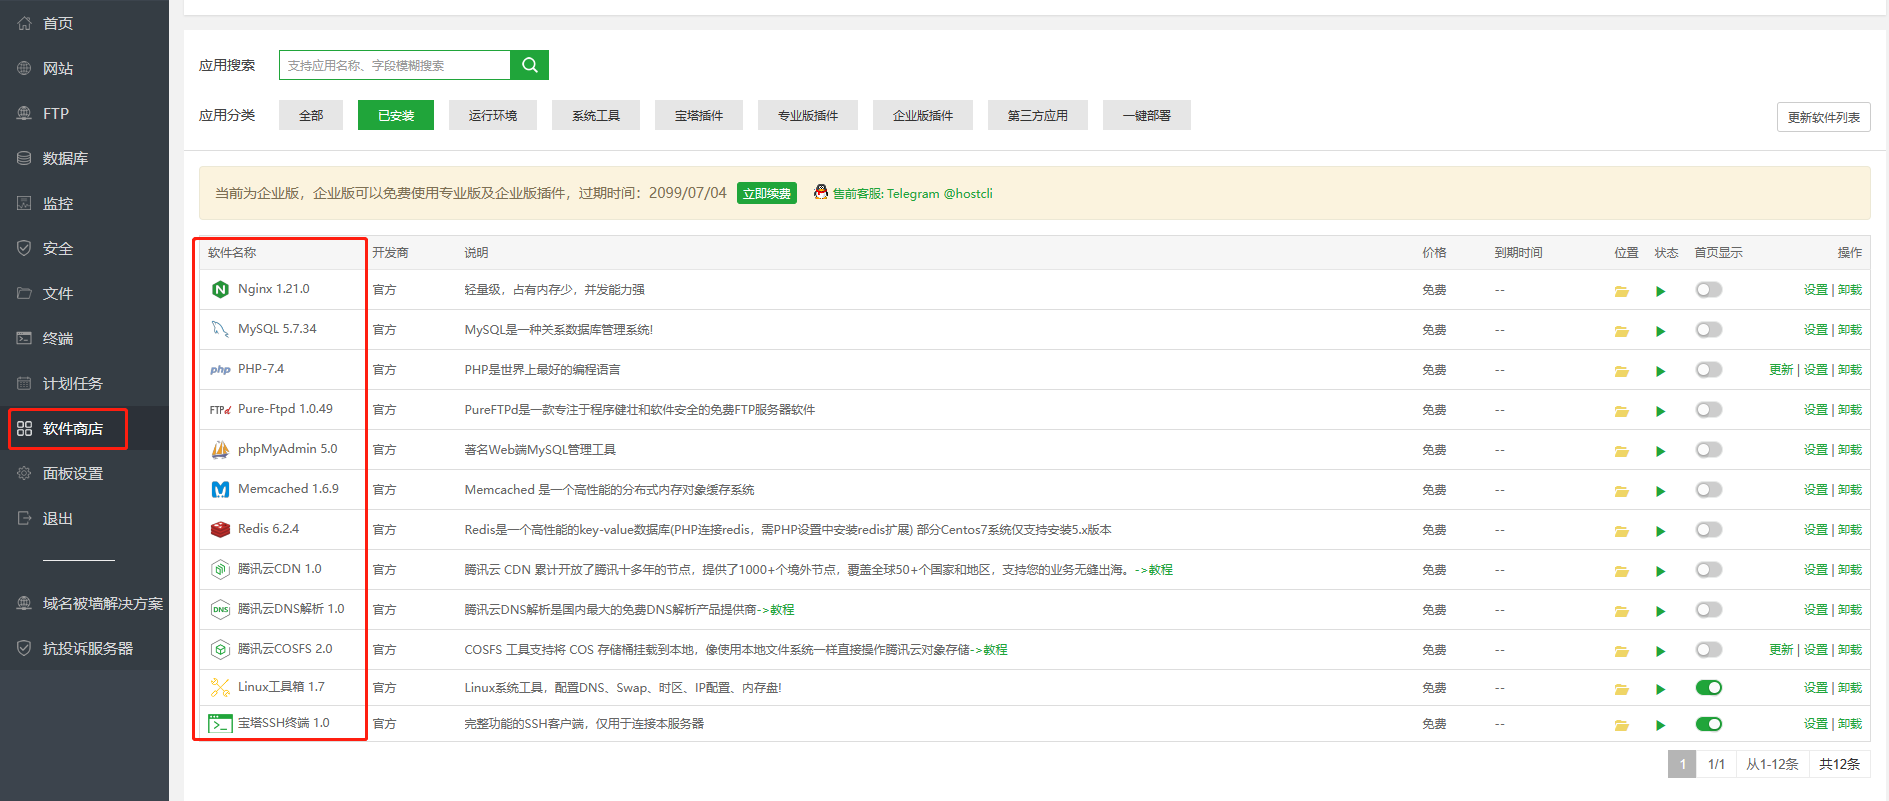 首页
网站
FTP
数据库
监控
安全
文件
终端
计划任务
软件商店
面板设置
退出
域名被墙解决方案
抗投诉服务器
应用搜索 支持应用名称、字段模糊搜索
应用分类 全部 已安装 运行环境 系统工具 宝塔插件 专业版插件 企业版插件 第三方应用 一键部署 更新软件列表
当前为企业版，企业版可以免费使用专业版及企业版插件，过期时间：2099/07/04 立即续费 售前客服: Telegram @hostcli
软件名称 开发商 说明 价格 到期时间 位置 状态 首页显示 操作
Nginx 1.21.0 官方 轻量级，占有内存少，并发能力强 免费 -- 设置 | 卸载
MySQL 5.7.34 官方 MySQL是一种关系数据库管理系统! 免费 -- 设置 | 卸载
php PHP-7.4 官方 PHP是世界上最好的编程语言 免费 -- 更新 | 设置 | 卸载
FTPd Pure-Ftpd 1.0.49 官方 PureFTPd是一款专注于程序健壮和软件安全的免费FTP服务器软件 免费 -- 设置 | 卸载
phpMyAdmin 5.0 官方 著名Web端MySQL管理工具 免费 -- 设置 | 卸载
Memcached 1.6.9 官方 Memcached 是一个高性能的分布式内存对象缓存系统 免费 -- 设置 | 卸载
Redis 6.2.4 官方 Redis是一个高性能的key-value数据库(PHP连接redis，需PHP设置中安装redis扩展) 部分Centos7系统仅支持安装5.x版本 免费 -- 设置 | 卸载
腾讯云CDN 1.0 官方 腾讯云 CDN 累计开放了腾讯十多年的节点，提供了1000+个境外节点，覆盖全球50+个国家和地区，支持您的业务无缝出海。->教程 免费 -- 设置 | 卸载
DNS 腾讯云DNS解析 1.0 官方 腾讯云DNS解析是国内最大的免费DNS解析产品提供商->教程 免费 -- 设置 | 卸载
腾讯云COSFS 2.0 官方 COSFS 工具支持将 COS 存储桶挂载到本地，像使用本地文件系统一样直接操作腾讯云对象存储->教程 免费 -- 更新 | 设置 | 卸载
Linux工具箱 1.7 官方 Linux系统工具，配置DNS、Swap、时区、IP配置、内存盘! 免费 -- 设置 | 卸载
宝塔SSH终端 1.0 官方 完整功能的SSH客户端，仅用于连接本服务器 免费 -- 设置 | 卸载
1 1/1 从1-12条 共12条